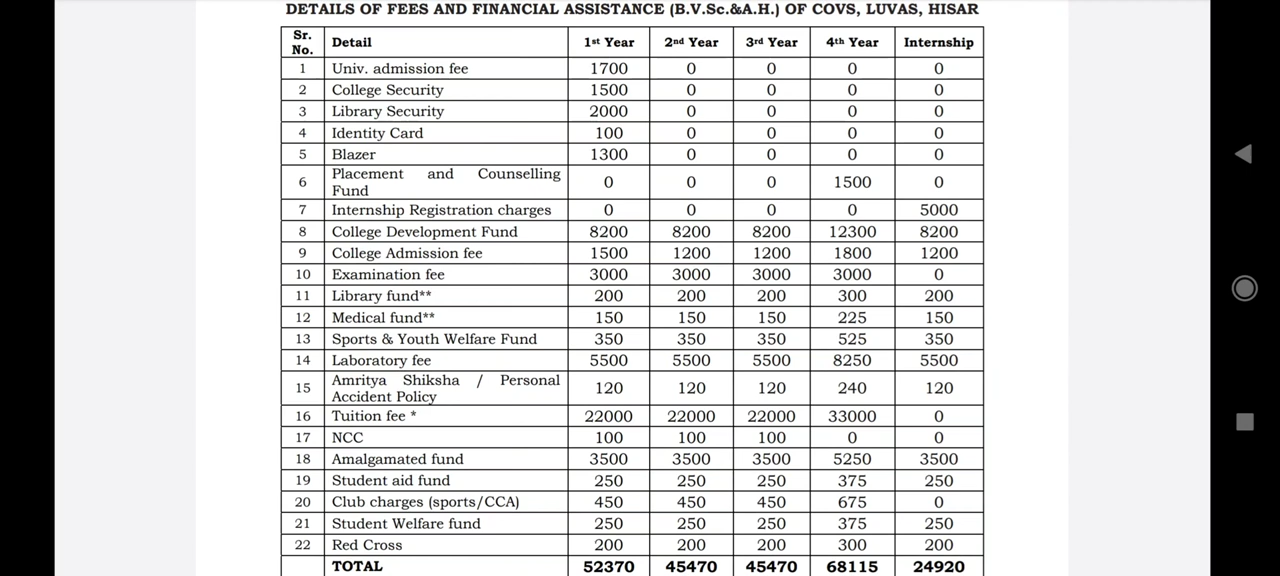 DETAILS OF FEES AND FINANCIAL ASSISTANCE (B.V.Sc.&A.H.) OF COVS, LUVAS, HISAR
Sr. No. Detail 1st Year 2nd Year 3rd Year 4th Year Internship
1 Univ. admission fee 1700 0 0 0 0
2 College Security 1500 0 0 0 0
3 Library Security 2000 0 0 0 0
4 Identity Card 100 0 0 0 0
5 Blazer 1300 0 0 0 0
6 Placement and Counselling Fund 0 0 0 1500 0
7 Internship Registration charges 0 0 0 0 5000
8 College Development Fund 8200 8200 8200 12300 8200
9 College Admission fee 1500 1200 1200 1800 1200
10 Examination fee 3000 3000 3000 3000 0
11 Library fund** 200 200 200 300 200
12 Medical fund** 150 150 150 225 150
13 Sports & Youth Welfare Fund 350 350 350 525 350
14 Laboratory fee 5500 5500 5500 8250 5500
15 Amritya Shiksha / Personal Accident Policy 120 120 120 240 120
16 Tuition fee * 22000 22000 22000 33000 0
17 NCC 100 100 100 0 0
18 Amalgamated fund 3500 3500 3500 5250 3500
19 Student aid fund 250 250 250 375 250
20 Club charges (sports/CCA) 450 450 450 675 0
21 Student Welfare fund 250 250 250 375 250
22 Red Cross 200 200 200 300 200
TOTAL 52370 45470 45470 68115 24920